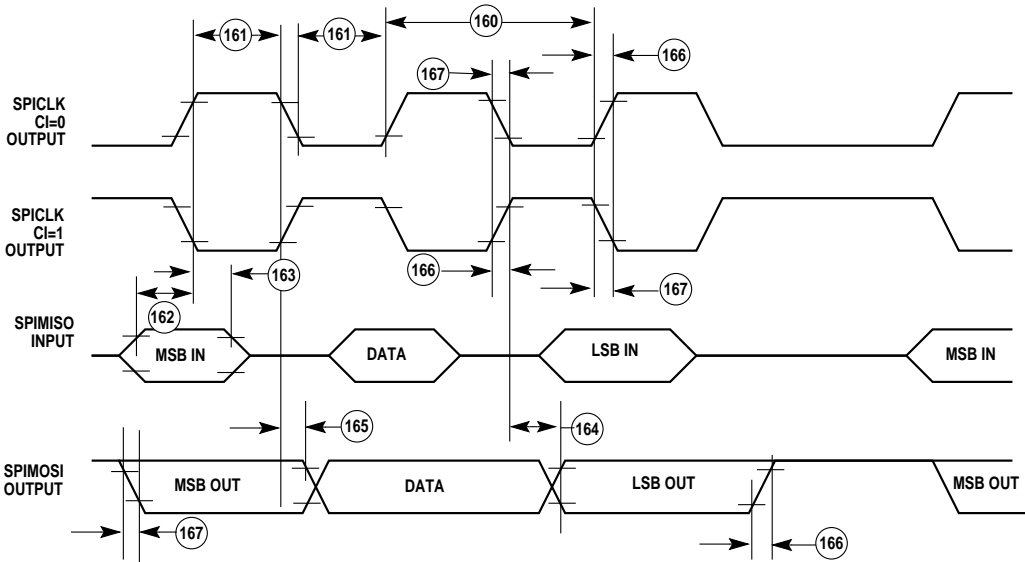 161
161
160
166
167
SPICLK
CI=0
OUTPUT
SPICLK
CI=1
OUTPUT
163
166
167
162
SPIMISO
INPUT
MSB IN
DATA
LSB IN
MSB IN
165
164
SPIMOSI
OUTPUT
MSB OUT
DATA
LSB OUT
MSB OUT
167
166